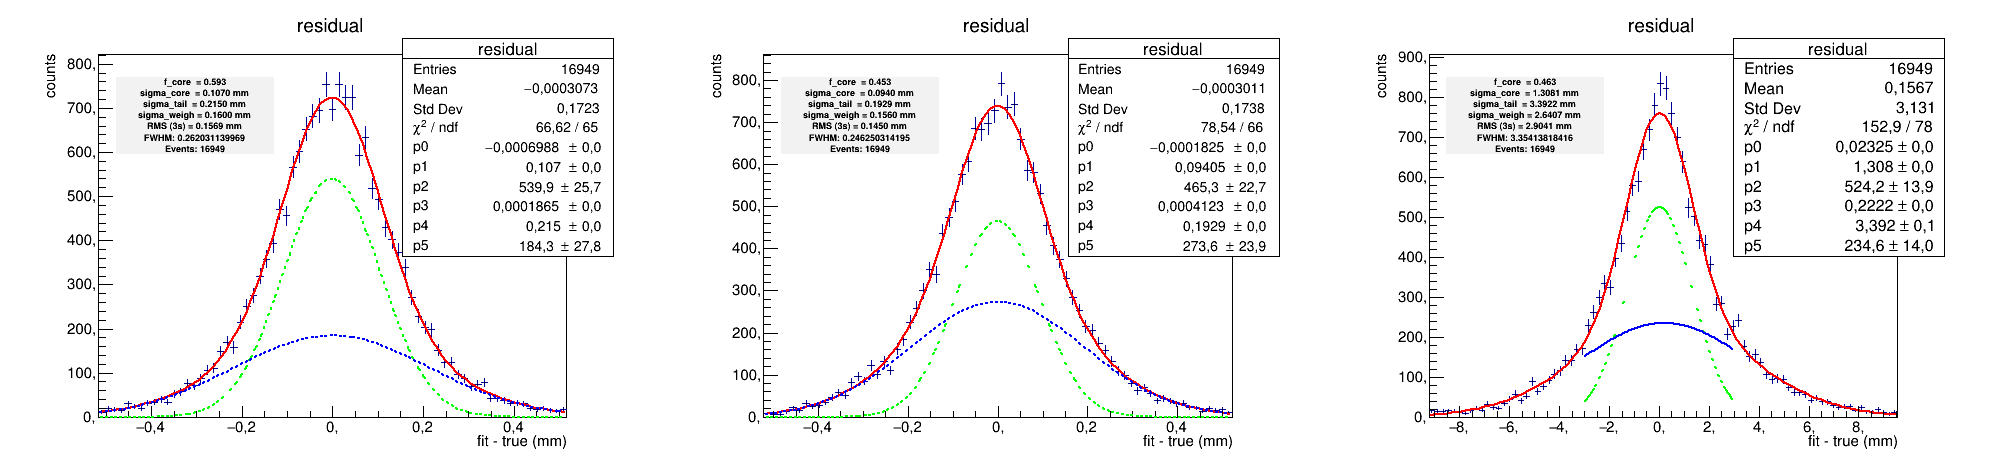 residual
counts
800,
700,
600,
500,
400,
300,
200,
100,
0,
f_core = 0.593
sigma_core = 0.1070 mm
sigma_tail = 0.2150 mm
sigma_weigh = 0.1600 mm
RMS (3s) = 0.1569 mm
FWHM: 0.262031139969
Events: 16949
residual
Entries 16949
Mean −0,0003073
Std Dev 0,1723
χ² / ndf 66,62 / 65
p0 −0,0006988 ± 0,0
p1 0,107 ± 0,0
p2 539,9 ± 25,7
p3 0,0001865 ± 0,0
p4 0,215 ± 0,0
p5 184,3 ± 27,8
−0,4 −0,2 0, 0,2 0,4
fit - true (mm)
residual
counts
800,
700,
600,
500,
400,
300,
200,
100,
0,
f_core = 0.453
sigma_core = 0.0940 mm
sigma_tail = 0.1929 mm
sigma_weigh = 0.1560 mm
RMS (3s) = 0.1450 mm
FWHM: 0.246250314195
Events: 16949
residual
Entries 16949
Mean −0,0003011
Std Dev 0,1738
χ² / ndf 78,54 / 66
p0 −0,0001825 ± 0,0
p1 0,09405 ± 0,0
p2 465,3 ± 22,7
p3 0,0004123 ± 0,0
p4 0,1929 ± 0,0
p5 273,6 ± 23,9
−0,4 −0,2 0, 0,2 0,4
fit - true (mm)
residual
counts
900,
800,
700,
600,
500,
400,
300,
200,
100,
0,
f_core = 0.463
sigma_core = 1.3081 mm
sigma_tail = 3.3922 mm
sigma_weigh = 2.6407 mm
RMS (3s) = 2.9041 mm
FWHM: 3.35413818416
Events: 16949
residual
Entries 16949
Mean 0,1567
Std Dev 3,131
χ² / ndf 152,9 / 78
p0 0,02325 ± 0,0
p1 1,308 ± 0,0
p2 524,2 ± 13,9
p3 0,2222 ± 0,0
p4 3,392 ± 0,1
p5 234,6 ± 14,0
−8, −6, −4, −2, 0, 2, 4, 6, 8,
fit - true (mm)